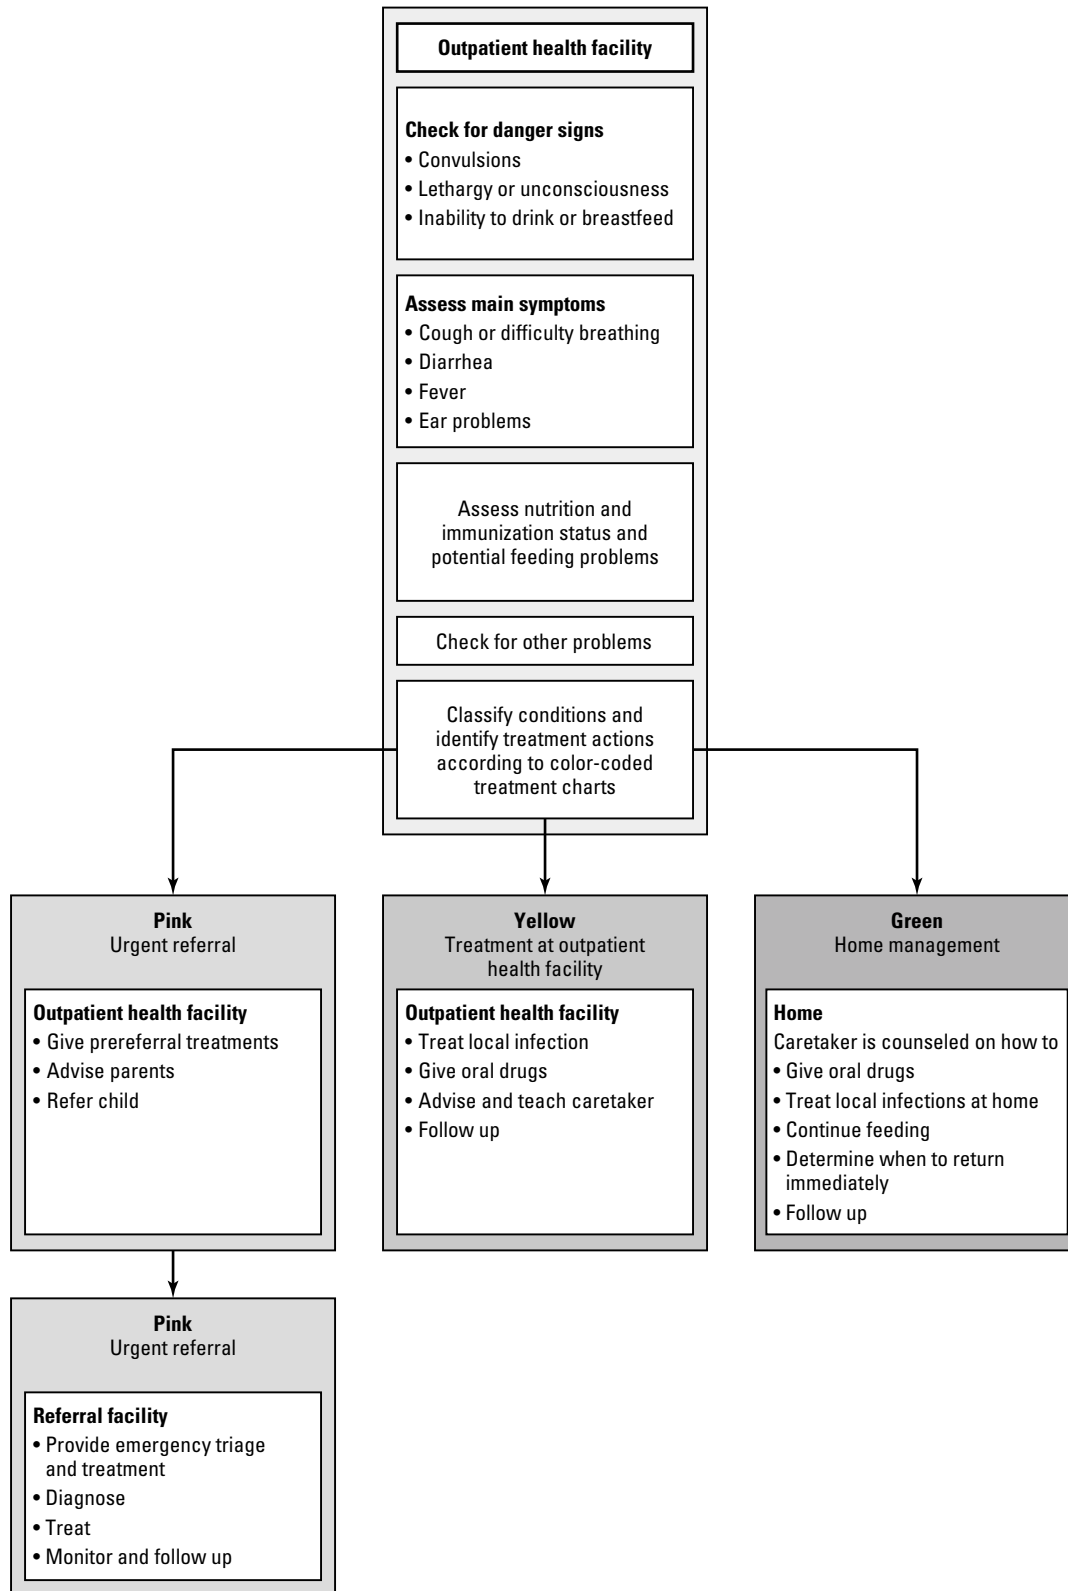 Outpatient health facility
Check for danger signs
• Convulsions
• Lethargy or unconsciousness
• Inability to drink or breastfeed
Assess main symptoms
• Cough or difficulty breathing
• Diarrhea
• Fever
• Ear problems
Assess nutrition and
immunization status and
potential feeding problems
Check for other problems
Classify conditions and
identify treatment actions
according to color-coded
treatment charts
Pink
Urgent referral
Outpatient health facility
• Give prereferral treatments
• Advise parents
• Refer child
Yellow
Treatment at outpatient
health facility
Outpatient health facility
• Treat local infection
• Give oral drugs
• Advise and teach caretaker
• Follow up
Green
Home management
Home
Caretaker is counseled on how to
• Give oral drugs
• Treat local infections at home
• Continue feeding
• Determine when to return
immediately
• Follow up
Pink
Urgent referral
Referral facility
• Provide emergency triage
and treatment
• Diagnose
• Treat
• Monitor and follow up